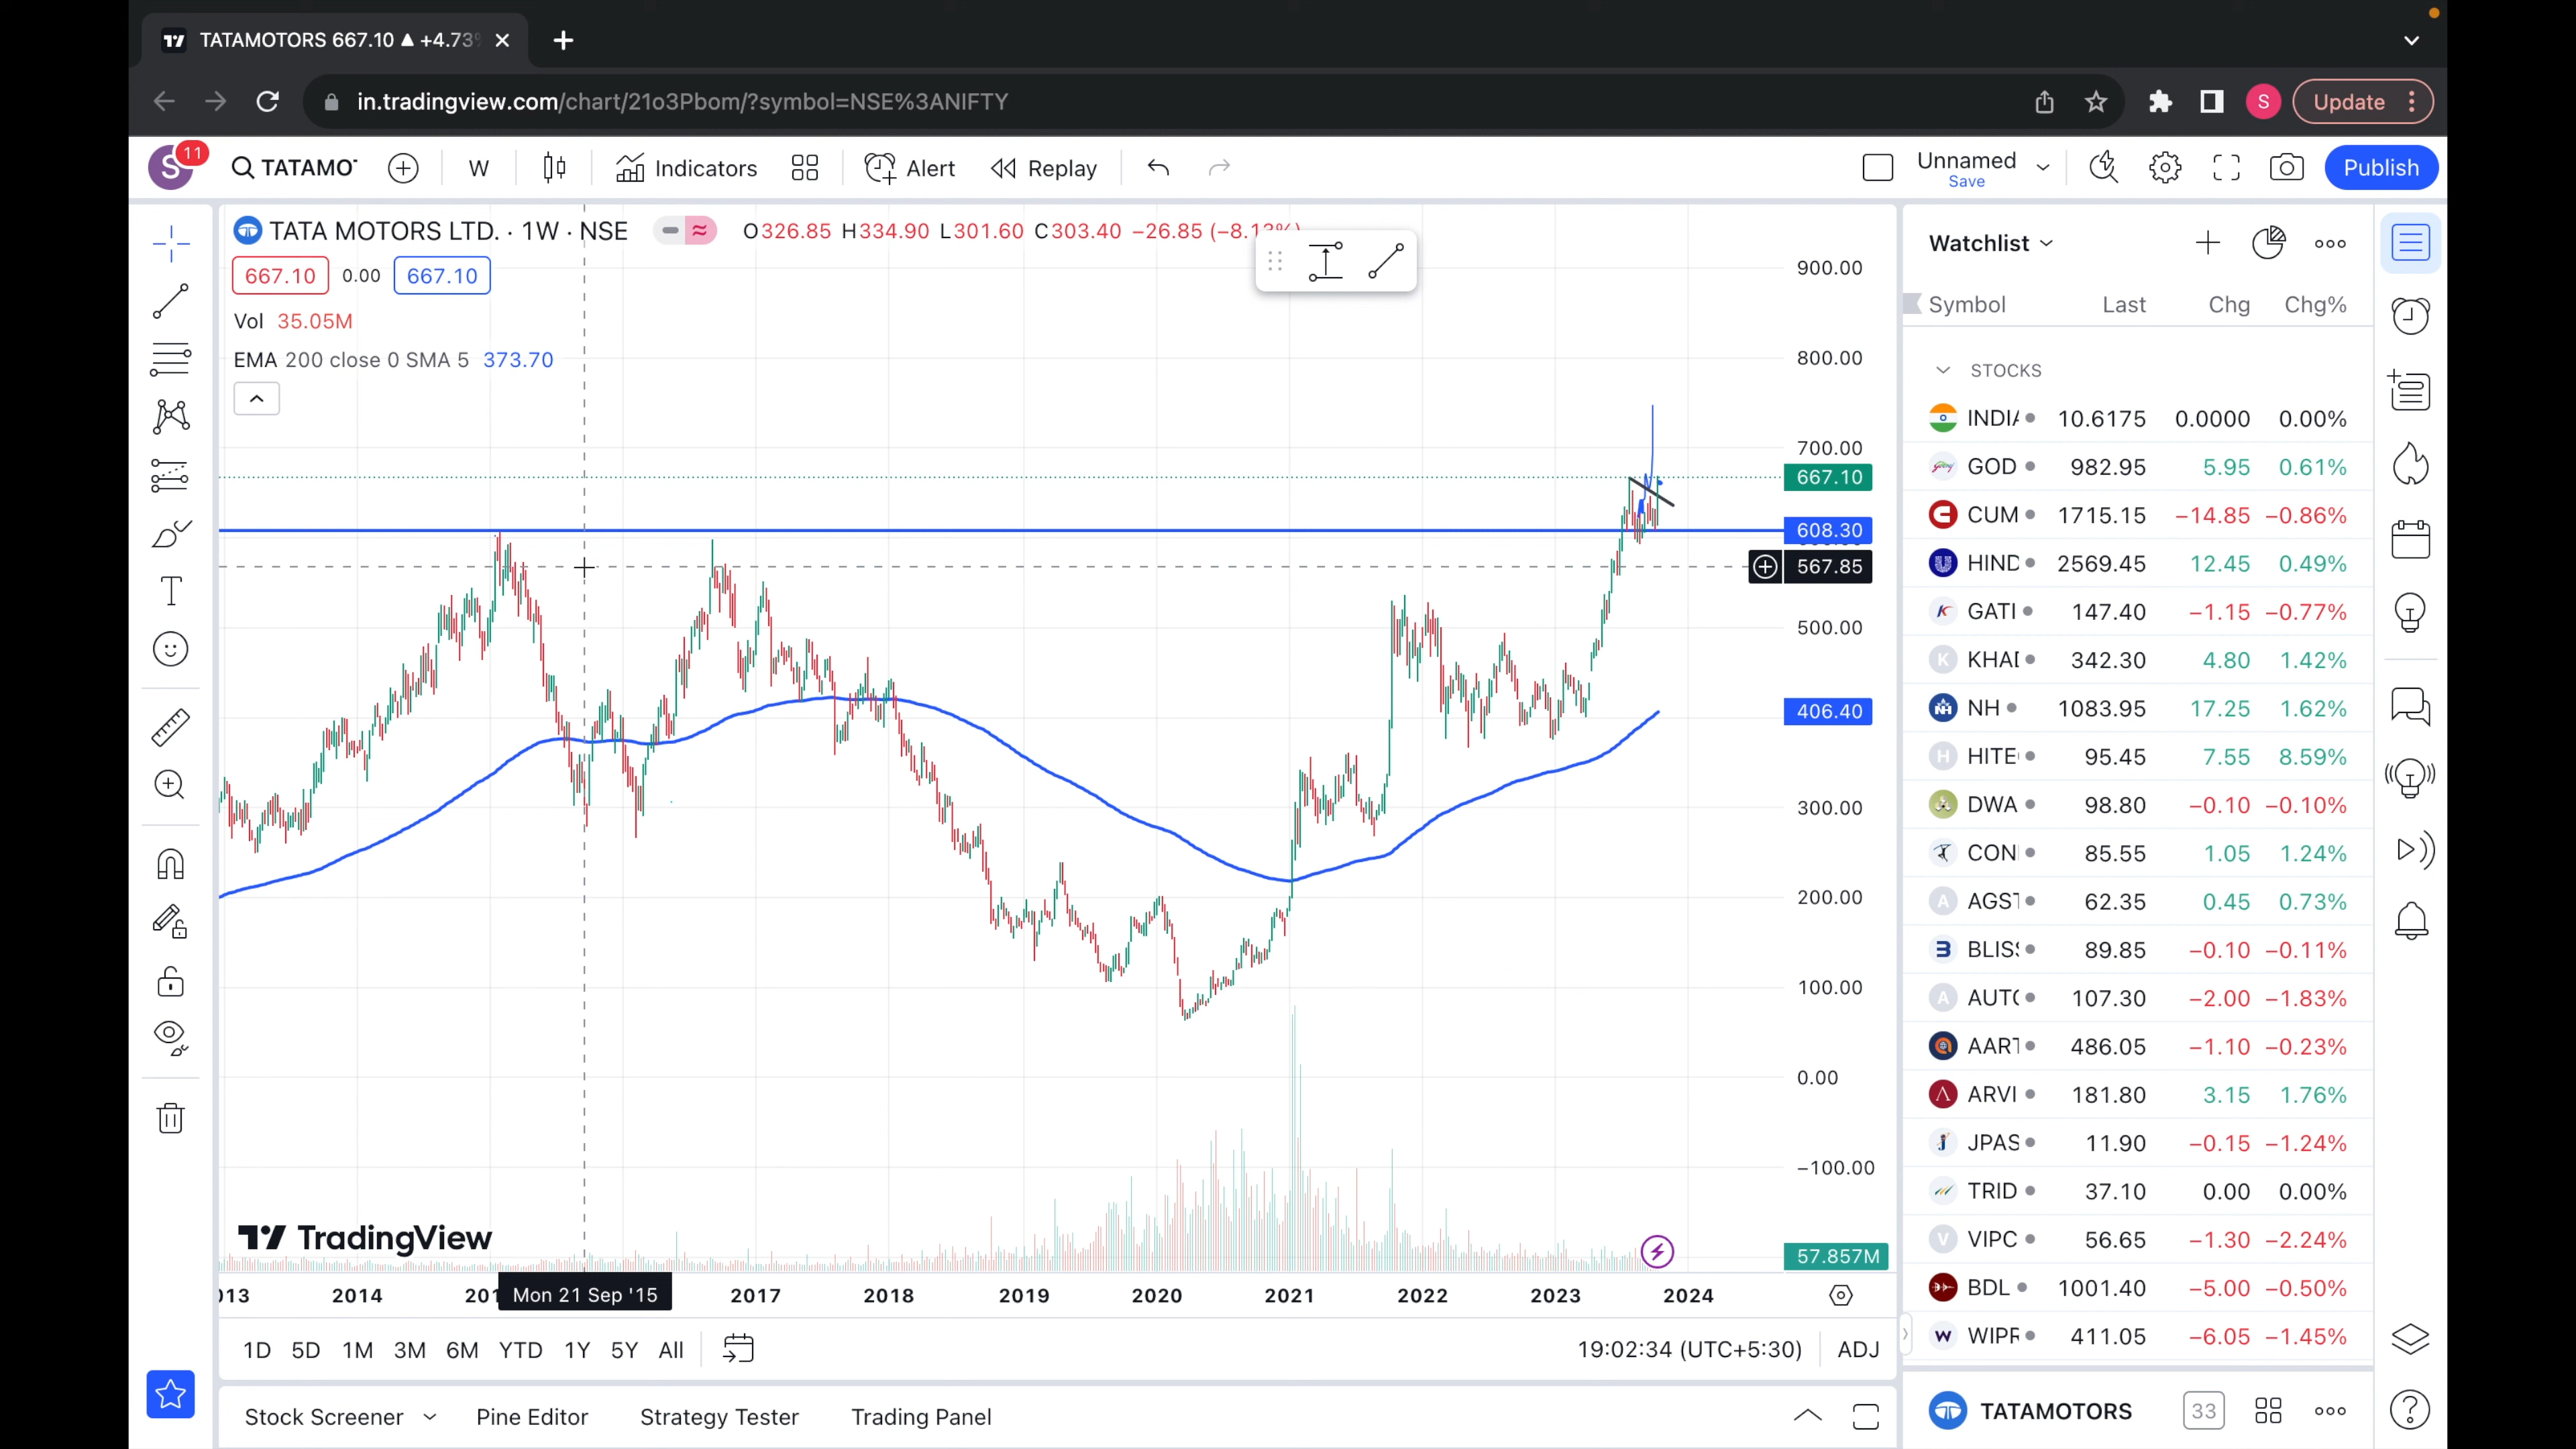 TATAMOTORS 667.10 ▲ +4.73%
in.tradingview.com/chart/21o3Pbom/?symbol=NSE%3ANIFTY
S
Update
S 11
TATAMO
W
Indicators
Alert
Replay
Unnamed
Save
Publish
TATA MOTORS LTD. · 1W · NSE
O326.85 H334.90 L301.60 C303.40 −26.85
667.10 0.00 667.10
Vol 35.05M
EMA 200 close 0 SMA 5 373.70
900.00
800.00
700.00
667.10
608.30
567.85
500.00
406.40
300.00
200.00
100.00
0.00
−100.00
57.857M
TradingView
2014
Mon 21 Sep '15
2017 2018 2019 2020 2021 2022 2023 2024
1D 5D 1M 3M 6M YTD 1Y 5Y All
19:02:34 (UTC+5:30) ADJ
Stock Screener Pine Editor Strategy Tester Trading Panel
Watchlist
Symbol Last Chg Chg%
STOCKS
INDIA 10.6175 0.0000 0.00%
GOD 982.95 5.95 0.61%
CUM 1715.15 −14.85 −0.86%
HIND 2569.45 12.45 0.49%
GATI 147.40 −1.15 −0.77%
KHAD 342.30 4.80 1.42%
NH 1083.95 17.25 1.62%
HITE 95.45 7.55 8.59%
DWA 98.80 −0.10 −0.10%
CON 85.55 1.05 1.24%
AGST 62.35 0.45 0.73%
BLIS 89.85 −0.10 −0.11%
AUTO 107.30 −2.00 −1.83%
AART 486.05 −1.10 −0.23%
ARVI 181.80 3.15 1.76%
JPAS 11.90 −0.15 −1.24%
TRID 37.10 0.00 0.00%
VIPC 56.65 −1.30 −2.24%
BDL 1001.40 −5.00 −0.50%
WIPR 411.05 −6.05 −1.45%
TATAMOTORS 33